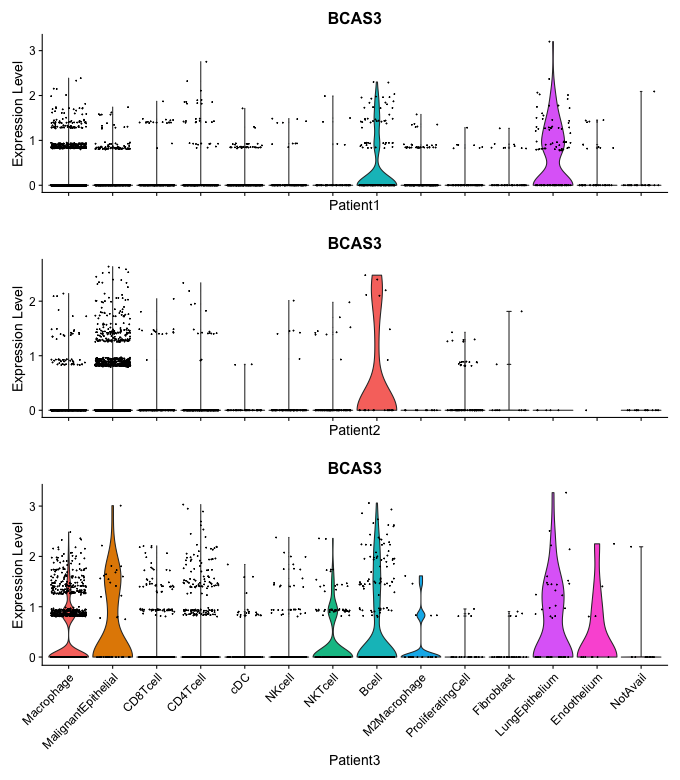 BCAS3
Expression Level
3
2
1
0
Patient1
BCAS3
Expression Level
2
1
0
Patient2
BCAS3
Expression Level
3
2
1
0
Macrophage
MalignantEpithelial
CD8Tcell
CD4Tcell
cDC
NKcell
NKTcell
Bcell
M2Macrophage
ProliferatingCell
Fibroblast
LungEpithelium
Endothelium
NotAvail
Patient3